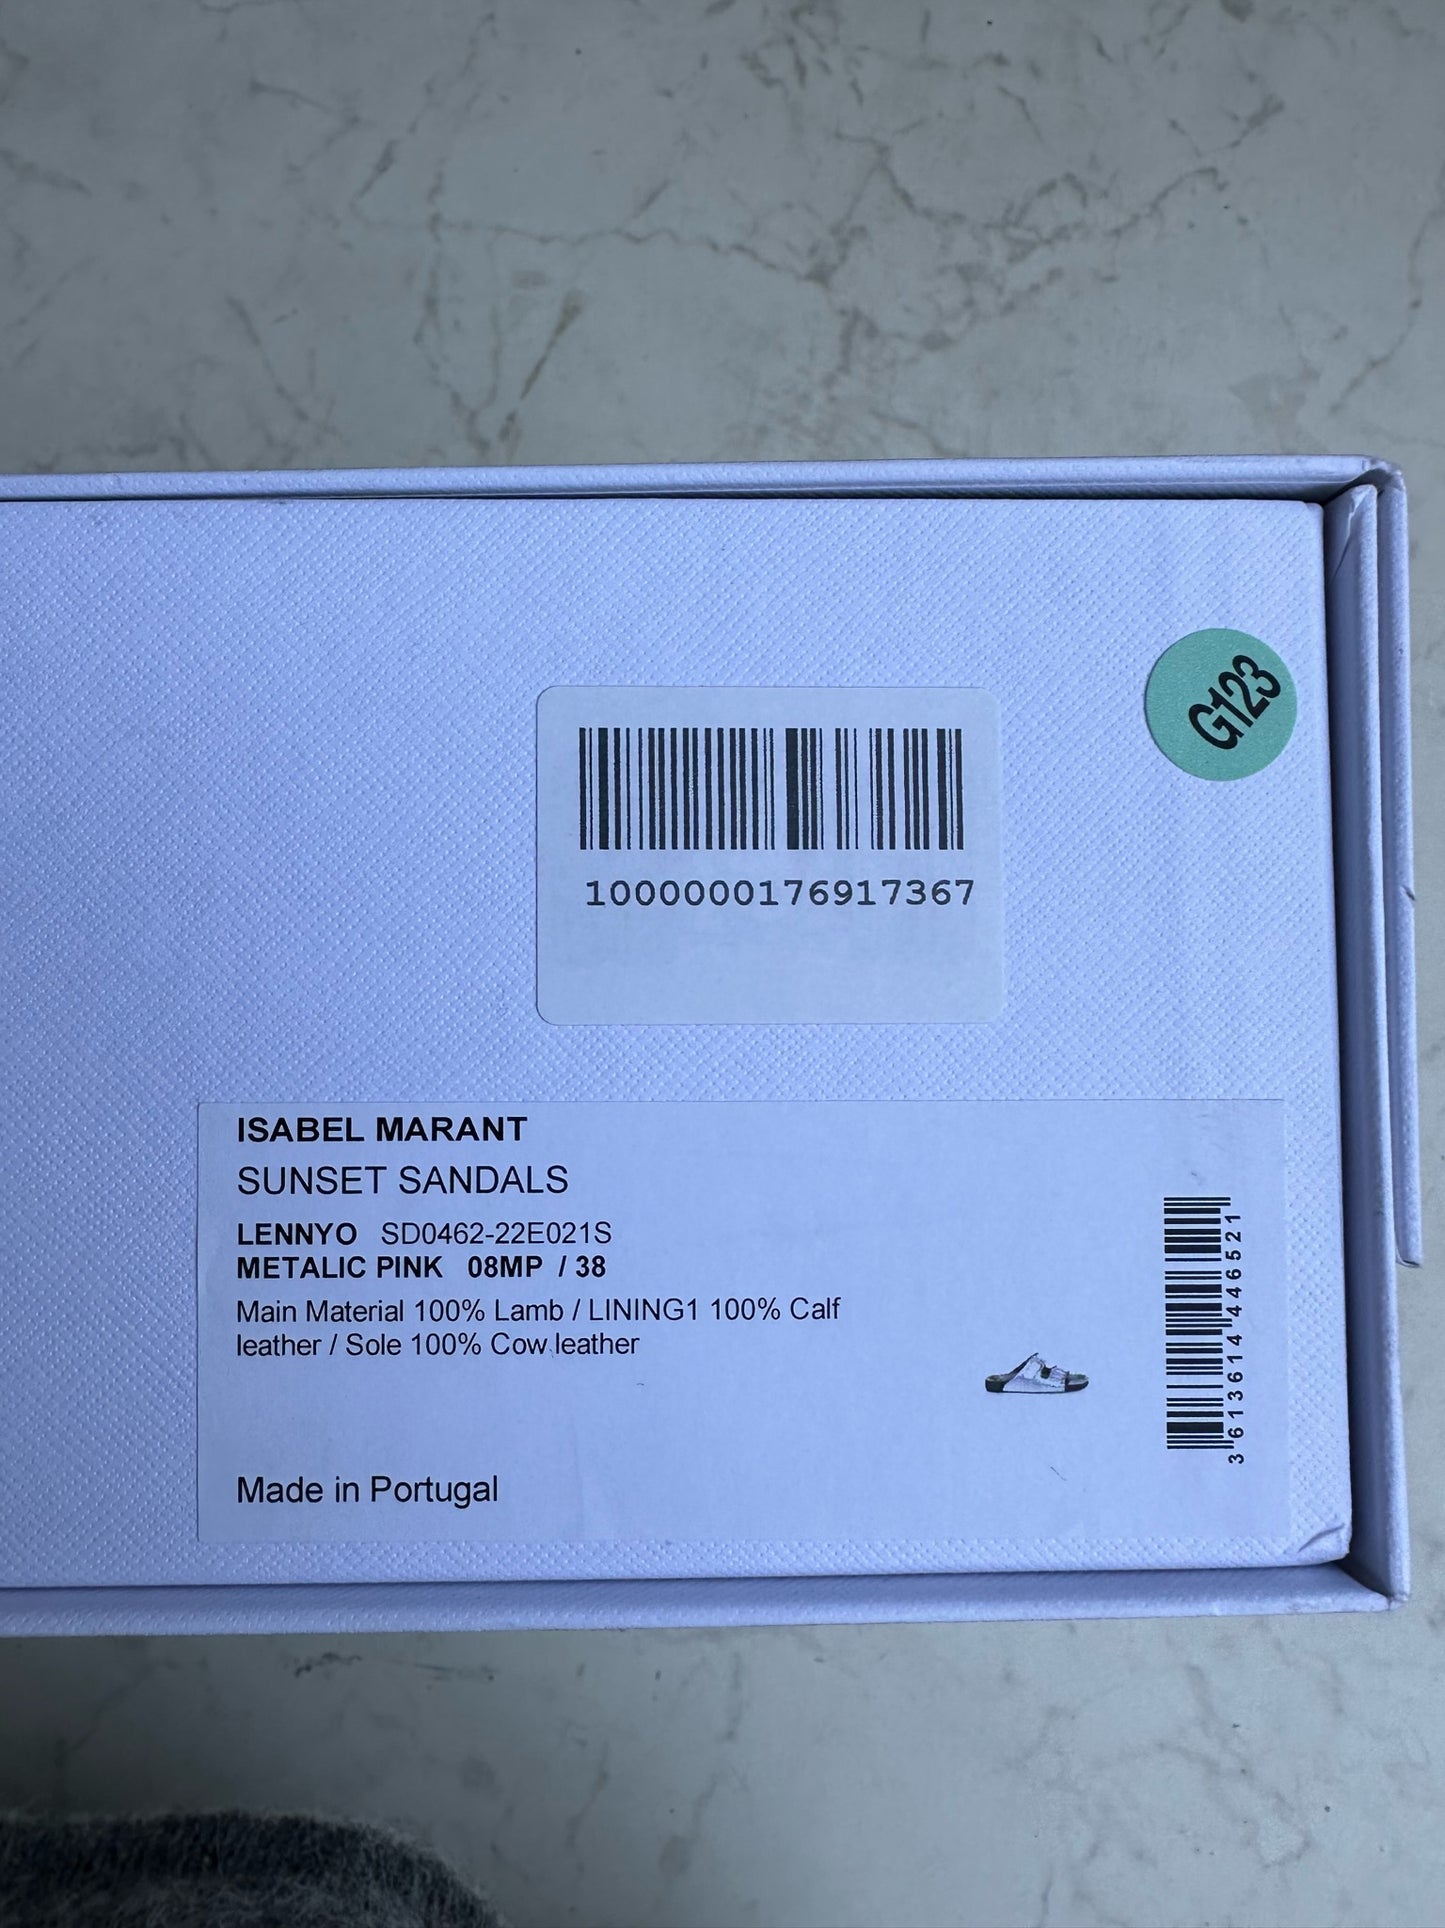 G123
1000000176917367
ISABEL MARANT
SUNSET SANDALS
LENNYO SD0462-22E021S
METALIC PINK 08MP / 38
Main Material 100% Lamb / LINING1 100% Calf
leather / Sole 100% Cow leather
Made in Portugal
3 613614 446521